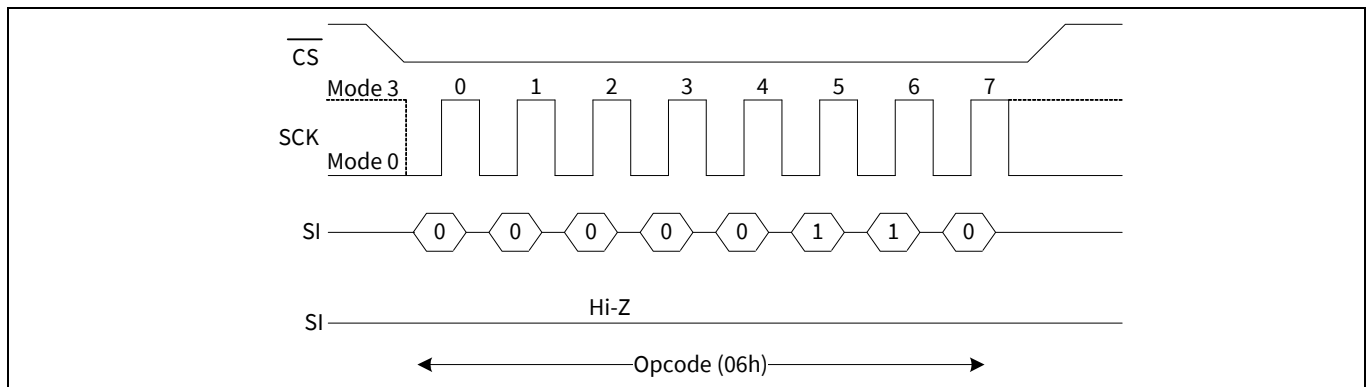 CS
Mode 3 0 1 2 3 4 5 6 7
SCK
Mode 0
SI 0 0 0 0 0 1 1 0
Hi-Z
SI
Opcode (06h)